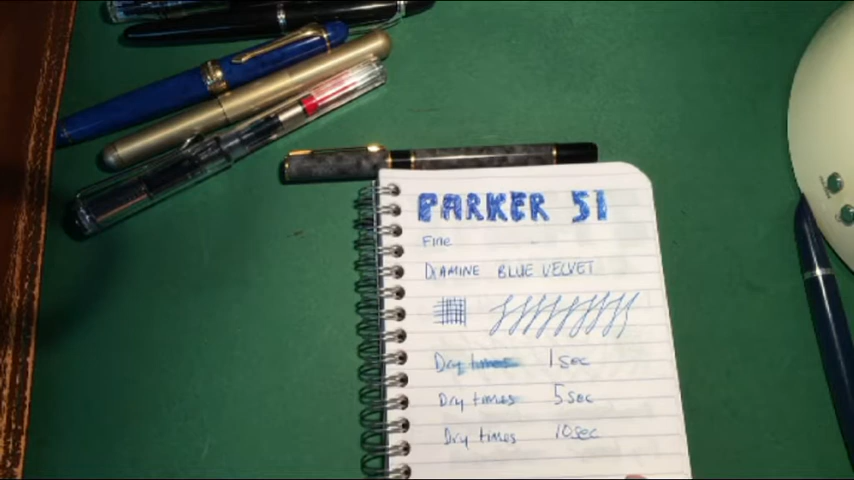 PARKER 51
Fine
DIAMINE BLUE VELVET
Dry times 1sec
Dry times 5sec
Dry times 10sec